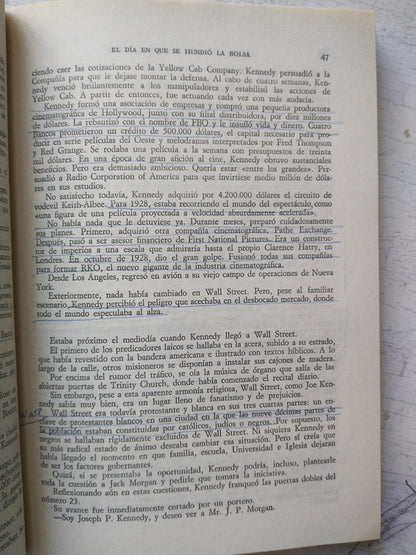 EL DÍA EN QUE SE HUNDIÓ LA BOLSA
47
ciendo caer las cotizaciones de la Yellow Cab Company. Kennedy persuadió a la
Compañía para que le dejase montar la defensa. Al cabo de cuatro semanas, Ken-
nedy venció brillantemente a los manipuladores y estabilizó las acciones de
Yellow Cab. A partir de entonces, fue actuando cada vez con más audacia.
Kennedy formó una asociación de empresas y compró una pequeña productora
cinematográfica de Hollywood, junto con su filial distribuidora, por diez millones
de dólares. La rebautizó con el nombre de FBO y le insufló vida y dinero. Cuatro
Bancos prometieron un crédito de 500.000 dólares, el capital necesario para pro-
ducir en serie películas del Oeste y melodramas interpretados por Fred Thompson
y Red Grange. Se rodaba una película a la semana con presupuestos de treinta
mil dólares. En una época de gran afición al cine, Kennedy obtuvo sustanciales
beneficios. Pero era demasiado ambicioso. Quería estar «entre los grandes». Per-
suadió a Radio Corporation of America para que invirtiese medio millón de dóla-
res en sus estudios.
No satisfecho todavía, Kennedy adquirió por 4.200.000 dólares el circuito de
vodevil Keith-Albee. Para 1928, estaba recorriendo el mundo del espectáculo, como
«una figura de una película proyectada a velocidad absurdamente acelerada».
No había nada que le detuviese ya. Durante meses, preparó cuidadosamente
sus planes. Primero, adquirió otra compañía cinematográfica, Pathe Exchange.
Después, pasó a ser asesor financiero de First National Pictures. Era un construc-
tor de imperios a una escala que admiraría hasta el propio Clarence Hatry, en
Londres. En octubre de 1928, dio el gran golpe. Fusionó todas sus compañías
para formar RKO, el nuevo gigante de la industria cinematográfica.
Desde Los Ángeles, regresó en avión a su viejo campo de operaciones de Nueva
York.
Exteriormente, nada había cambiado en Wall Street. Pero, pese al familiar
escenario, Kennedy percibió el peligro que acechaba en el desbocado mercado, donde
todo el mundo especulaba al alza.
Estaba próximo el mediodía cuando Kennedy llegó a Wall Street.
El primero de los predicadores laicos se hallaba en la acera, subido a su estrado,
que había revestido con la bandera americana e ilustrado con textos bíblicos. A lo
largo de la calle, otros misioneros se disponían a instalar sus cajones de madera.
Por encima del rumor del tráfico, se oía la música de órgano que salía de las
abiertas puertas de Trinity Church, donde había comenzado el recital diario.
Sin embargo, pese a esta aparente armonía religiosa, Wall Street, como Joe Ken-
nedy sabía muy bien, era un lugar lleno de fanatismo y de prejuicios.
Wall Street era todavía protestante y blanca en sus tres cuartas partes: un en-
clave de protestantes blancos en una ciudad en la que las nueve décimas partes de
la población estaban constituidas por católicos, judíos o negros. Por supuesto, los
negros se hallaban rígidamente excluidos de Wall Street. Ni siquiera Kennedy en
su más radical estado de ánimo deseaba cambiar esa situación. Pero sí creía que
había llegado el momento en que familia, escuela, Universidad e Iglesia dejaran
de ser factores gobernantes.
Quizá, si se presentaba la oportunidad, Kennedy podría, incluso, plantearle
toda la cuestión a Jack Morgan y pedirle que tomara la iniciativa.
Reflexionando aún en estas cuestiones, Kennedy franqueó las puertas dobles del
número 23.
Su avance fue inmediatamente cortado por un portero.
—Soy Joseph P. Kennedy, y deseo ver a Mr. J. P. Morgan.